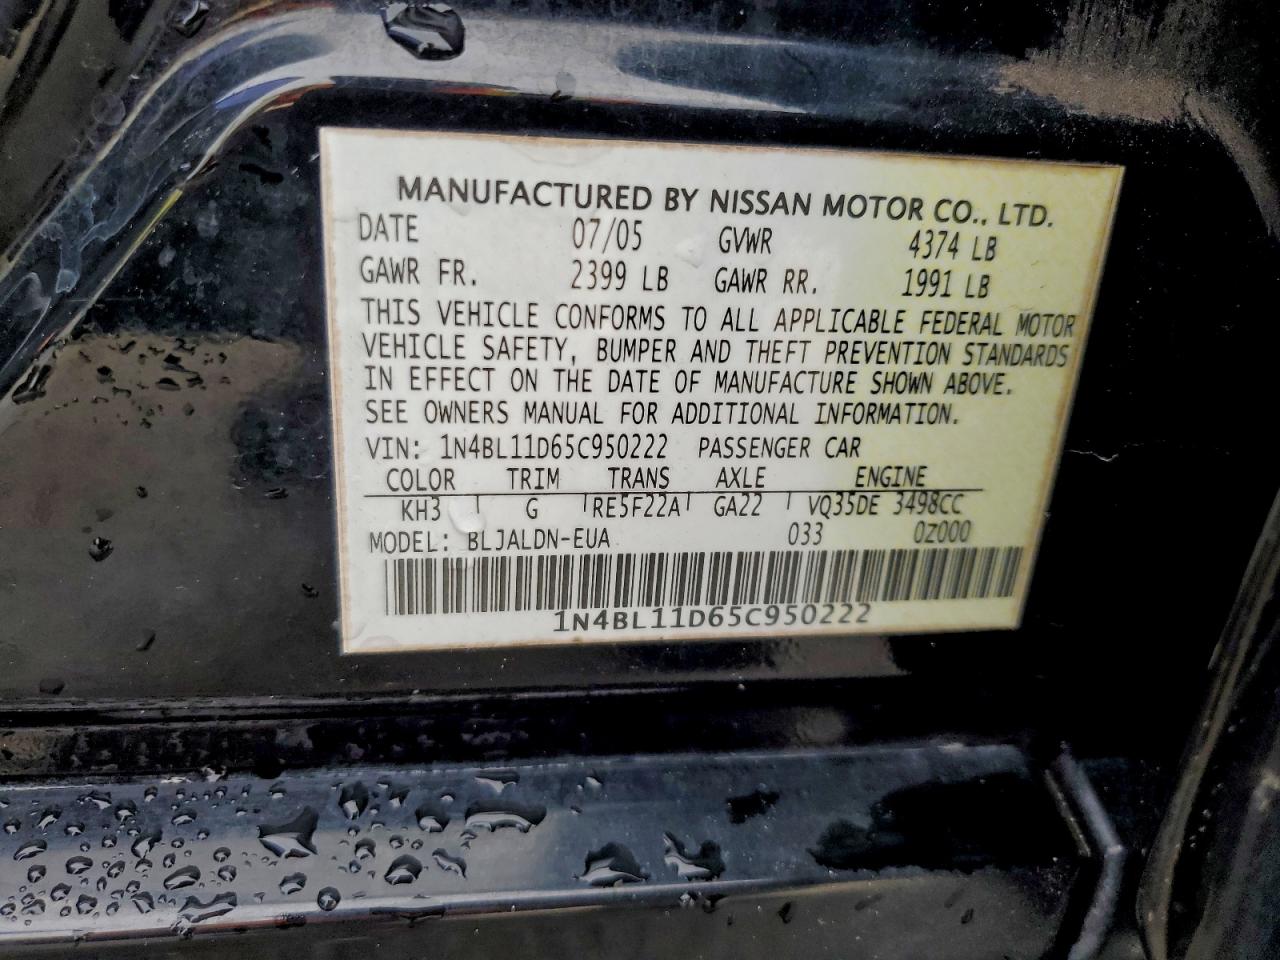 MANUFACTURED BY NISSAN MOTOR CO., LTD.
DATE 07/05 GVWR 4374 LB
GAWR FR. 2399 LB GAWR RR. 1991 LB
THIS VEHICLE CONFORMS TO ALL APPLICABLE FEDERAL MOTOR
VEHICLE SAFETY, BUMPER AND THEFT PREVENTION STANDARDS
IN EFFECT ON THE DATE OF MANUFACTURE SHOWN ABOVE.
SEE OWNERS MANUAL FOR ADDITIONAL INFORMATION.
VIN: 1N4BL11D65C950222 PASSENGER CAR
COLOR TRIM TRANS AXLE ENGINE
KH3 G RE5F22A GA22 VQ35DE 3498CC
MODEL: BLJALDN-EUA 033 0Z000
1N4BL11D65C950222